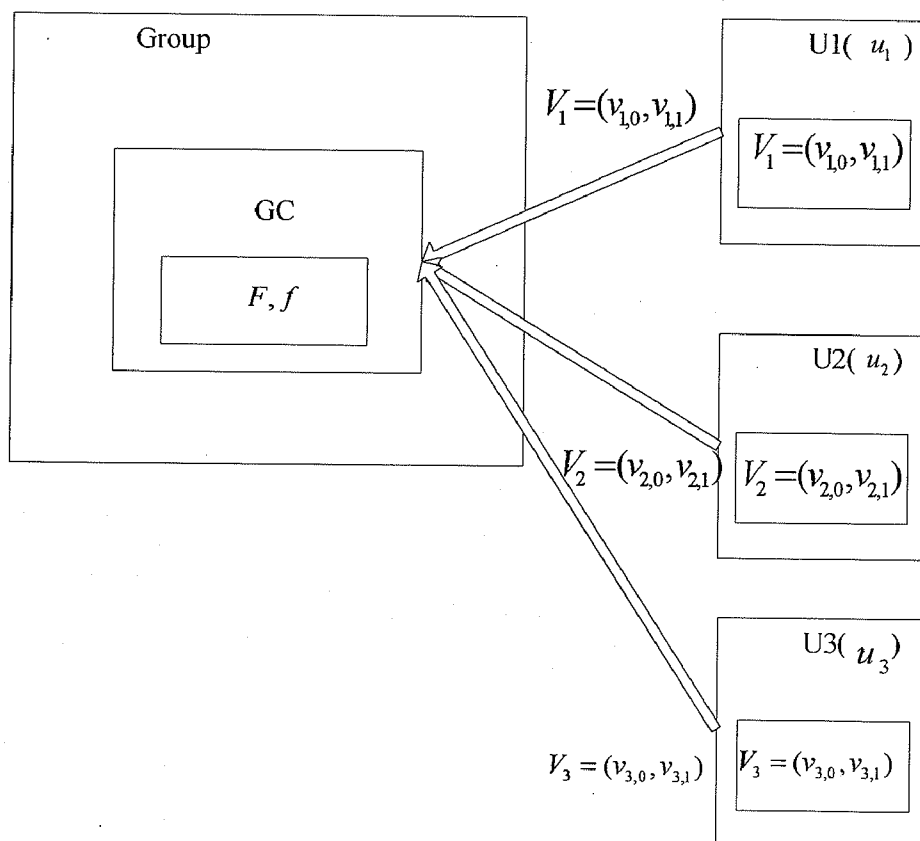 Group
GC
F, f
U1( u₁)
V₁=(v₁,₀,v₁,₁)
V₁=(v₁,₀,v₁,₁)
U2( u₂)
V₂=(v₂,₀,v₂,₁)
V₂=(v₂,₀,v₂,₁)
U3( u₃)
V₃ = (v₃,₀,v₃,₁)
V₃ = (v₃,₀,v₃,₁)